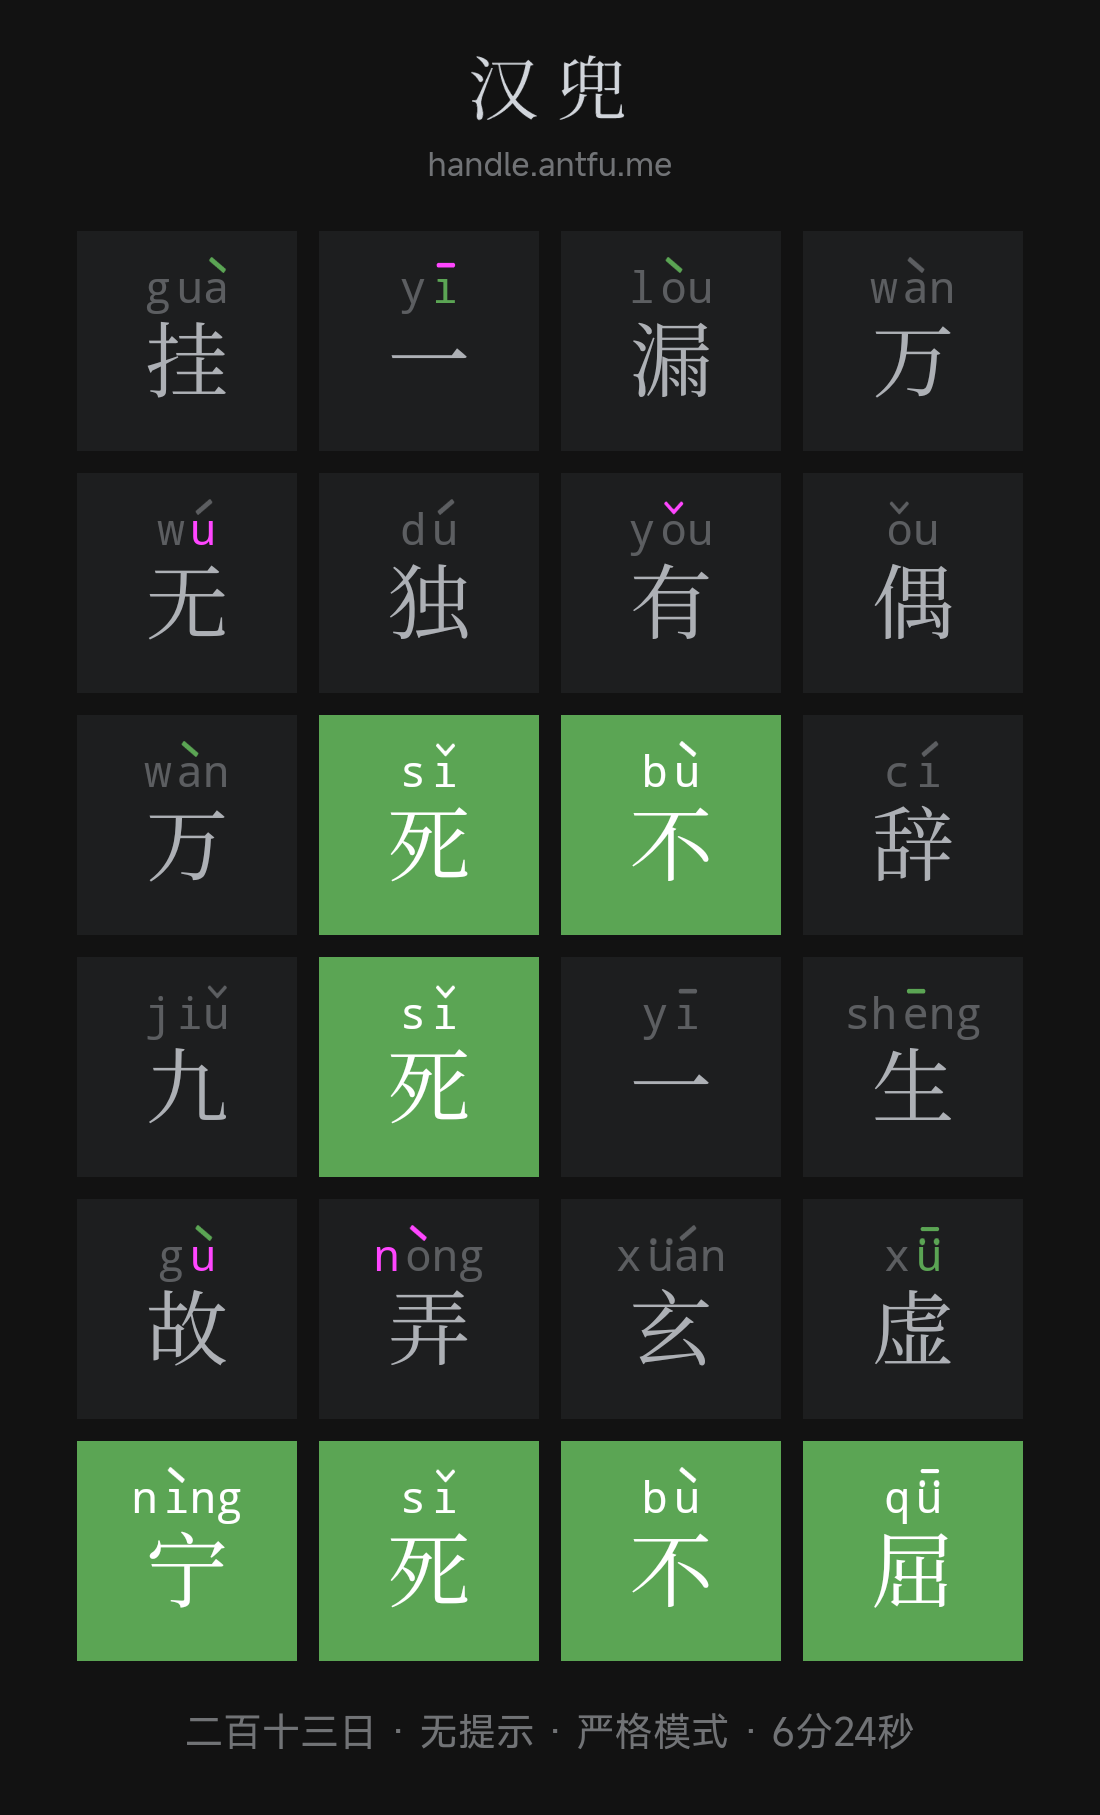 汉兜
handle.antfu.me
guà yī lòu wàn
挂一漏万
wú dú yǒu ǒu
无独有偶
wàn sǐ bù cí
万死不辞
jiǔ sǐ yī shēng
九死一生
gù nòng xüán xǖ
故弄玄虚
nìng sǐ bù qǖ
宁死不屈
二百十三日 · 无提示 · 严格模式 · 6分24秒